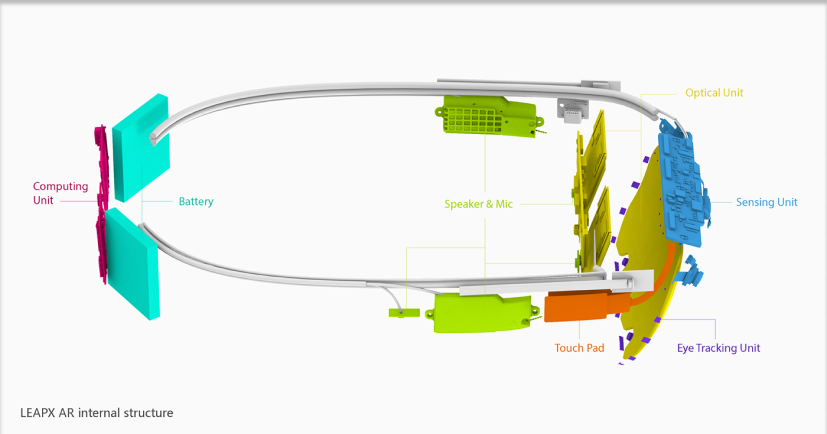 Optical Unit
Computing
Unit
Battery
Speaker & Mic
Sensing Unit
Touch Pad
Eye Tracking Unit
LEAPX AR internal structure